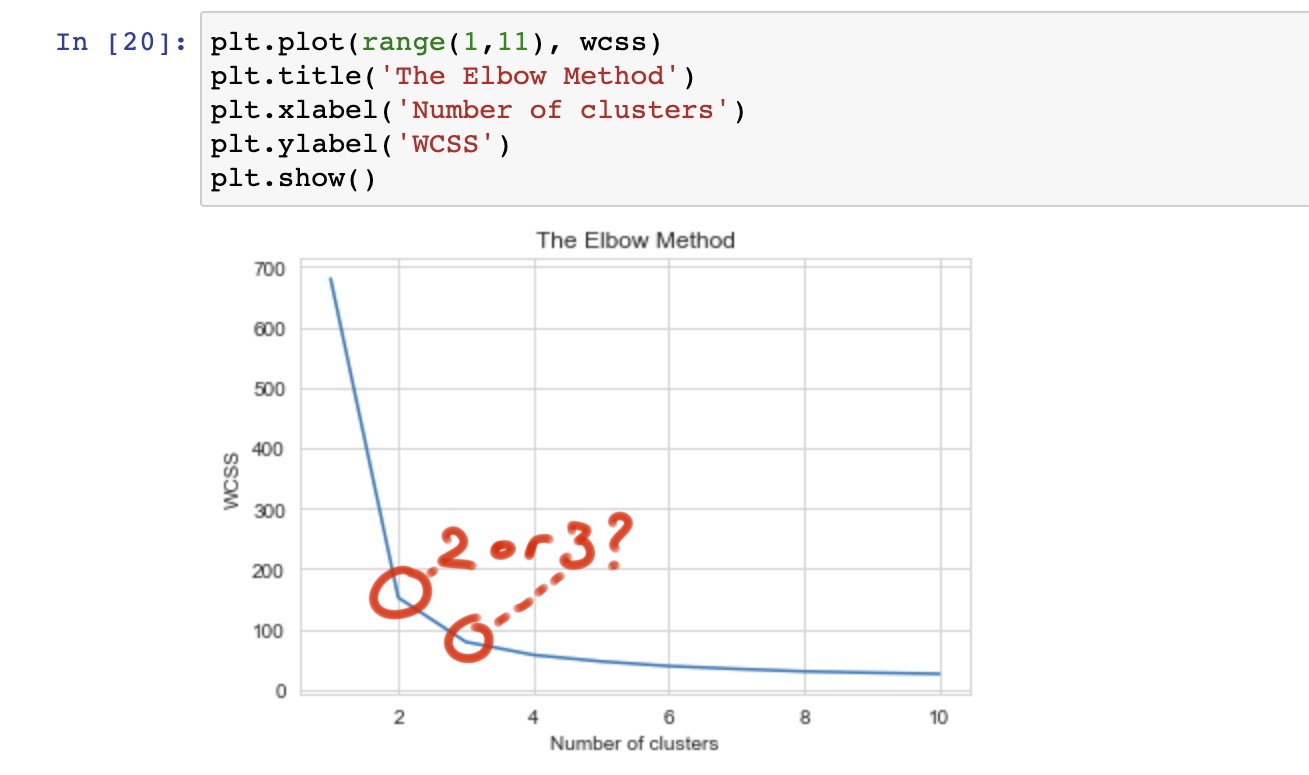 In [20]: plt.plot(range(1,11), wcss)
plt.title('The Elbow Method')
plt.xlabel('Number of clusters')
plt.ylabel('WCSS')
plt.show()
The Elbow Method
700
600
500
400
300
200
100
0
WCSS
2 or 3?
2 4 6 8 10
Number of clusters